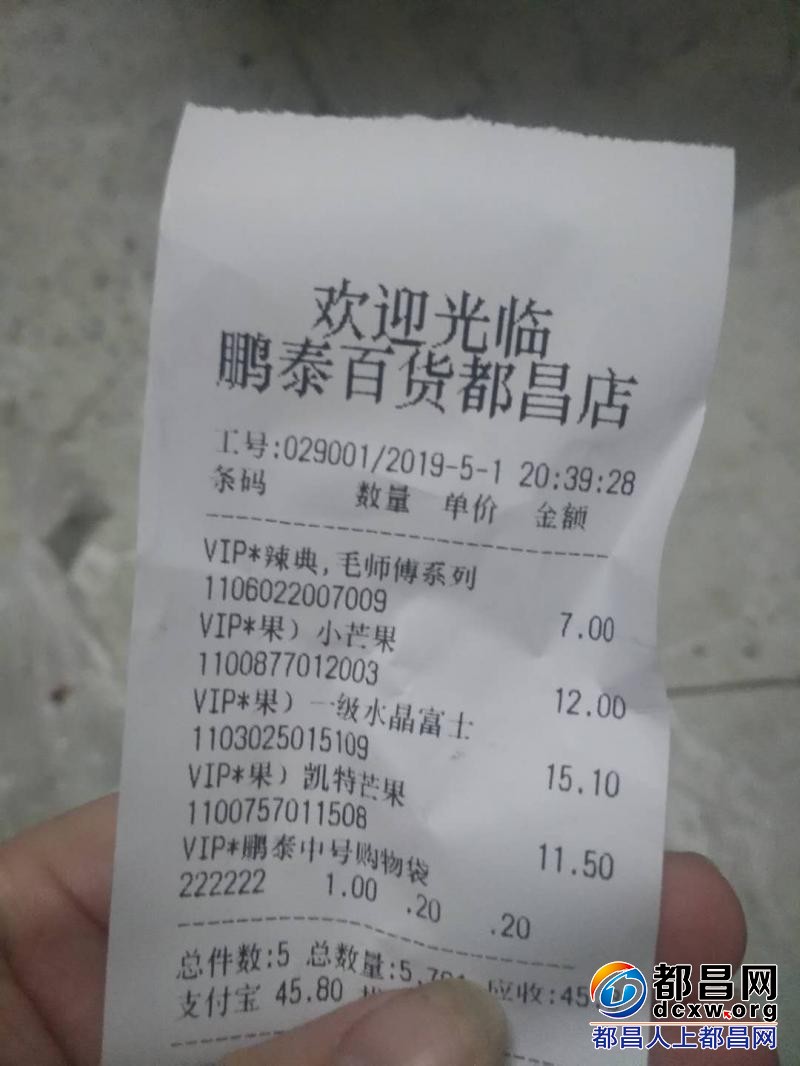 欢迎光临
鹏泰百货都昌店
工号:029001/2019-5-1 20:39:28
条码 数量 单价 金额
VIP*辣典,毛师傅系列
1106022007009 7.00
VIP*果）小芒果
1100877012003 12.00
VIP*果）一级水晶富士
1103025015109 15.10
VIP*果）凯特芒果
1100757011508 11.50
VIP*鹏泰中号购物袋
222222 1.00 .20 .20
总件数:5 总数量:5.7 应收:45
支付宝 45.80
都昌网
dcxw.org
都昌人上都昌网